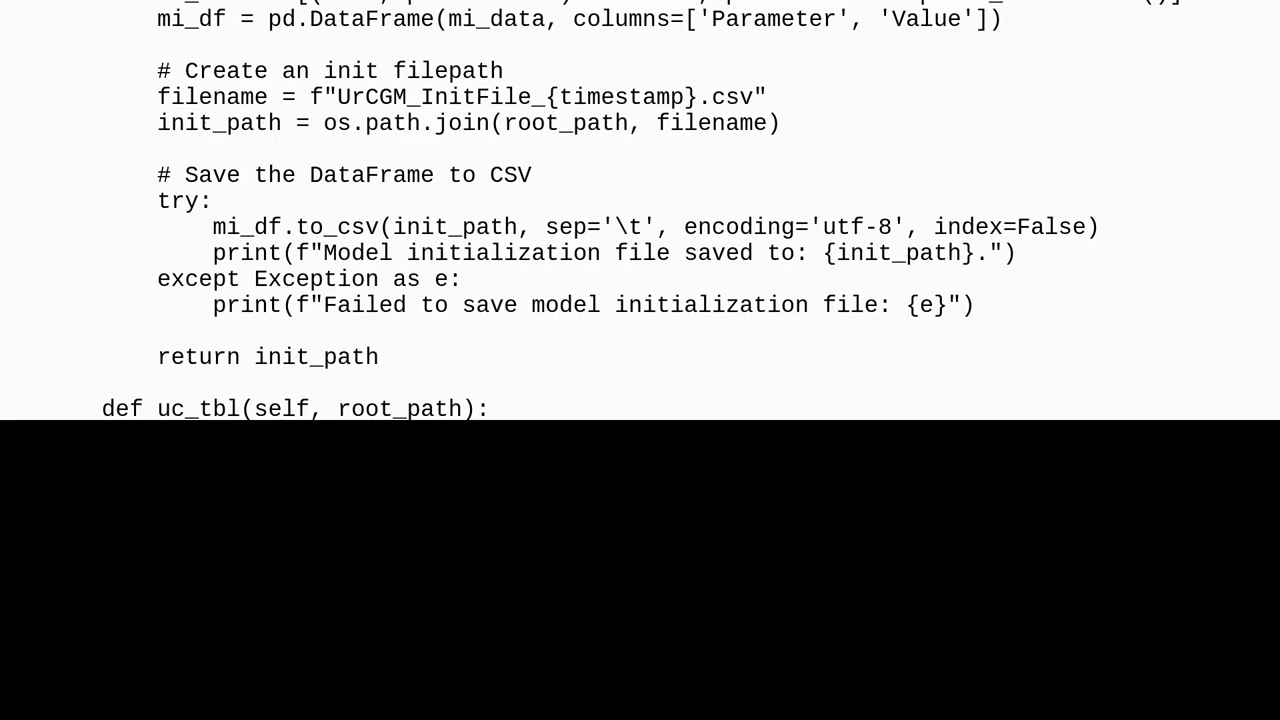 mi_df = pd.DataFrame(mi_data, columns=['Parameter', 'Value'])

        # Create an init filepath
        filename = f"UrCGM_InitFile_{timestamp}.csv"
        init_path = os.path.join(root_path, filename)

        # Save the DataFrame to CSV
        try:
            mi_df.to_csv(init_path, sep='\t', encoding='utf-8', index=False)
            print(f"Model initialization file saved to: {init_path}.")
        except Exception as e:
            print(f"Failed to save model initialization file: {e}")

        return init_path

    def uc_tbl(self, root_path):